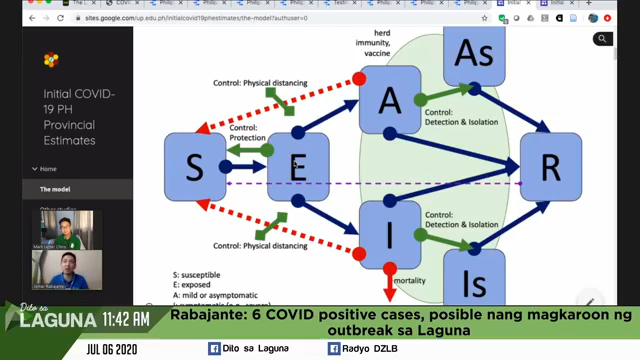 sites.google.com/up.edu.ph/initialcovid19phestimates/the-model?authuser=0
Initial COVID-
19 PH
Provincial
Estimates
Home
The model
Other studies
herd
immunity,
vaccine
As
Control: Physical distancing
A
Control:
Detection & Isolation
Control:
Protection
S
E
R
I
Control:
Detection & Isolation
Control: Physical distancing
mortality
Is
S: susceptible
E: exposed
A: mild or asymptomatic
Dito sa
LAGUNA
11:42 AM
Rabajante: 6 COVID positive cases, posible nang magkaroon ng
outbreak sa Laguna
JUL 06 2020
Dito sa Laguna
Radyo DZLB